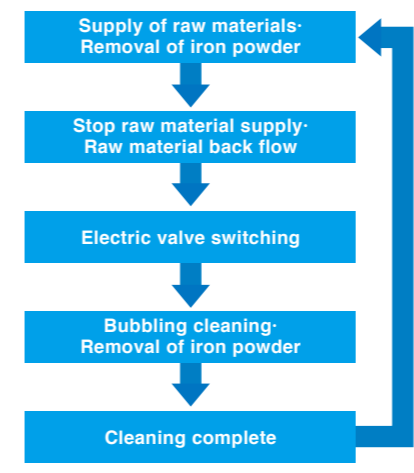 Supply of raw materials·
Removal of iron powder
Stop raw material supply·
Raw material back flow
Electric valve switching
Bubbling cleaning·
Removal of iron powder
Cleaning complete